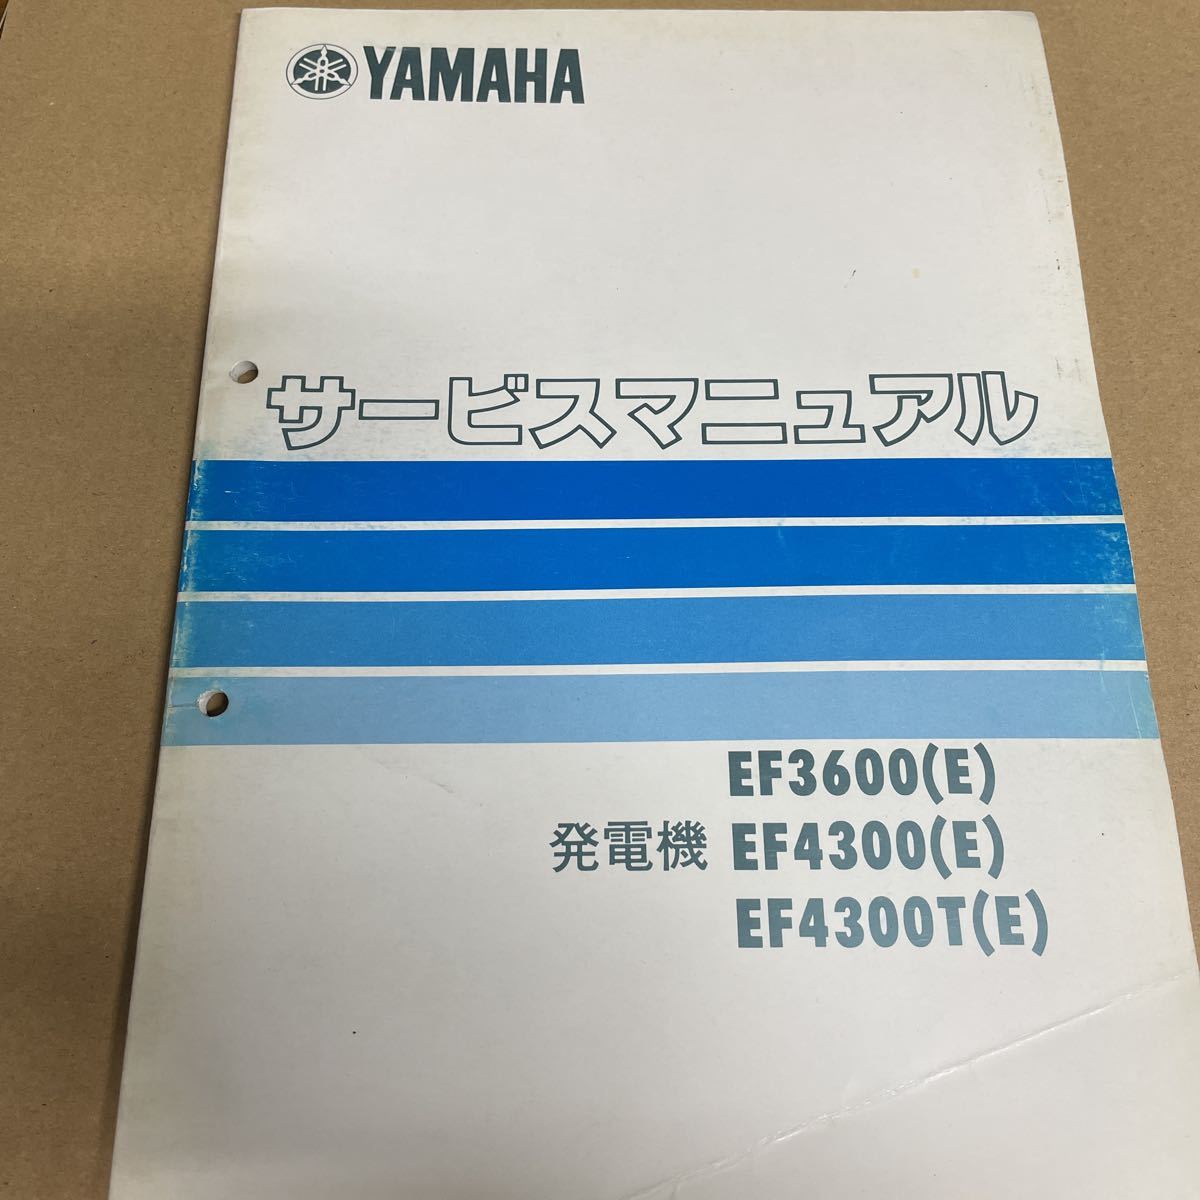 YAMAHA
サービスマニュアル
EF3600(E)
発電機 EF4300(E)
EF4300T(E)